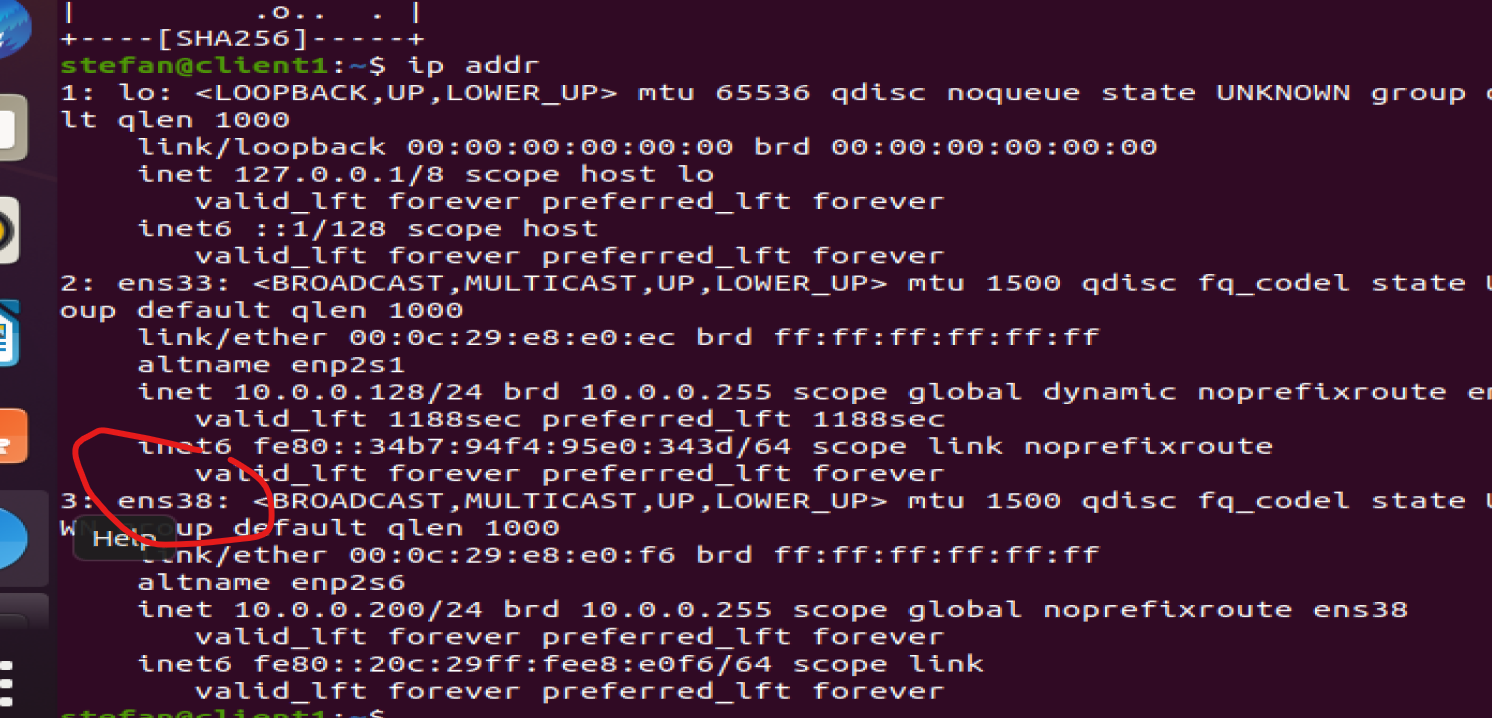 |          .o..   . |
+----[SHA256]-----+
stefan@client1:~$ ip addr
1: lo: <LOOPBACK,UP,LOWER_UP> mtu 65536 qdisc noqueue state UNKNOWN group
lt qlen 1000
link/loopback 00:00:00:00:00:00 brd 00:00:00:00:00:00
inet 127.0.0.1/8 scope host lo
valid_lft forever preferred_lft forever
inet6 ::1/128 scope host
valid_lft forever preferred_lft forever
2: ens33: <BROADCAST,MULTICAST,UP,LOWER_UP> mtu 1500 qdisc fq_codel state
oup default qlen 1000
link/ether 00:0c:29:e8:e0:ec brd ff:ff:ff:ff:ff:ff
altname enp2s1
inet 10.0.0.128/24 brd 10.0.0.255 scope global dynamic noprefixroute
valid_lft 1188sec preferred_lft 1188sec
inet6 fe80::34b7:94f4:95e0:343d/64 scope link noprefixroute
valid_lft forever preferred_lft forever
3: ens38: <BROADCAST,MULTICAST,UP,LOWER_UP> mtu 1500 qdisc fq_codel state
WN group default qlen 1000
Help
link/ether 00:0c:29:e8:e0:f6 brd ff:ff:ff:ff:ff:ff
altname enp2s6
inet 10.0.0.200/24 brd 10.0.0.255 scope global noprefixroute ens38
valid_lft forever preferred_lft forever
inet6 fe80::20c:29ff:fee8:e0f6/64 scope link
valid_lft forever preferred_lft forever
stefan@client1:~$